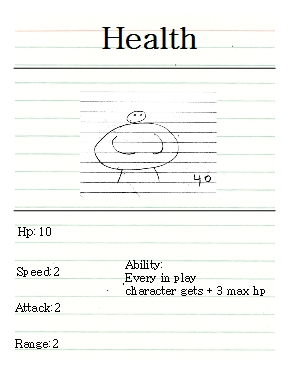 Health
40
Hp: 10
Speed: 2
Ability:
Every in play
character gets + 3 max hp
Attack: 2
Range: 2